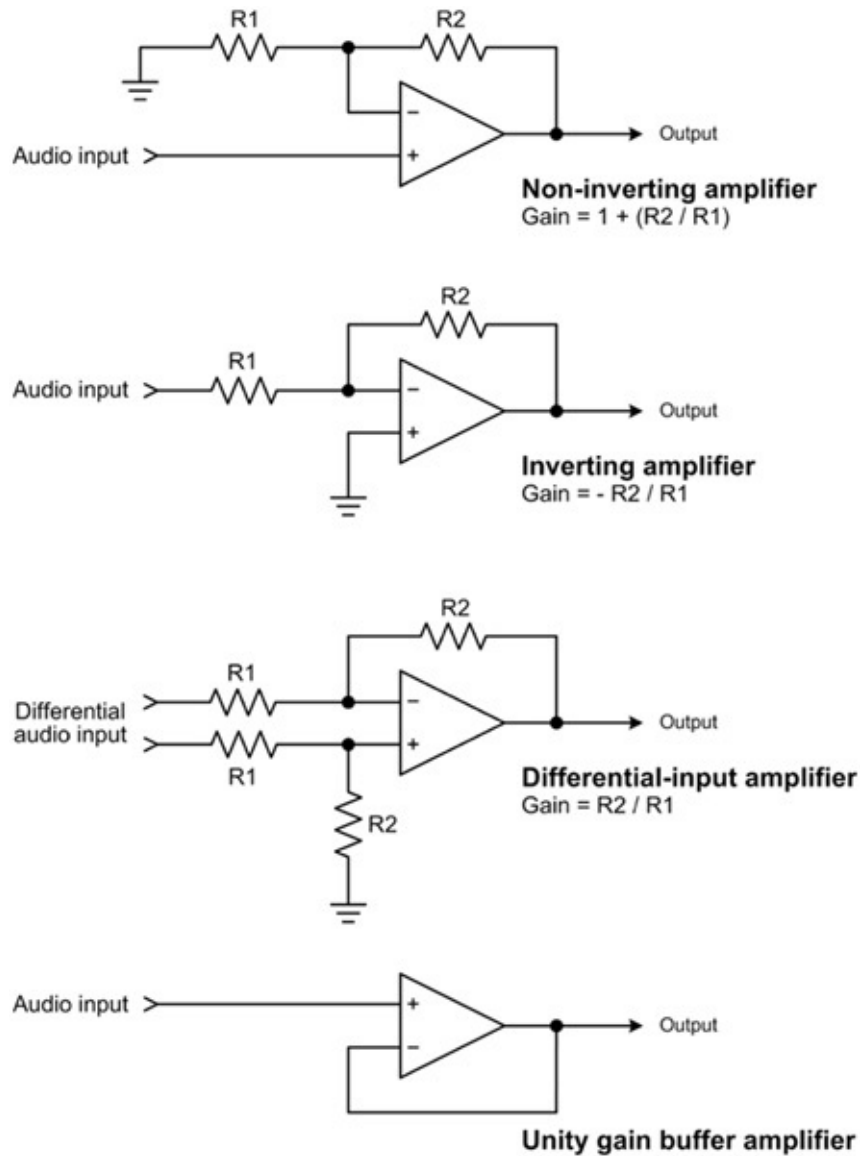 R1
R2
−
+
Audio input
Output
Non-inverting amplifier
Gain = 1 + (R2 / R1)
R2
R1
Audio input
−
+
Output
Inverting amplifier
Gain = - R2 / R1
R2
R1
−
+
Differential
audio input
R1
Output
Differential-input amplifier
Gain = R2 / R1
R2
Audio input
+
−
Output
Unity gain buffer amplifier